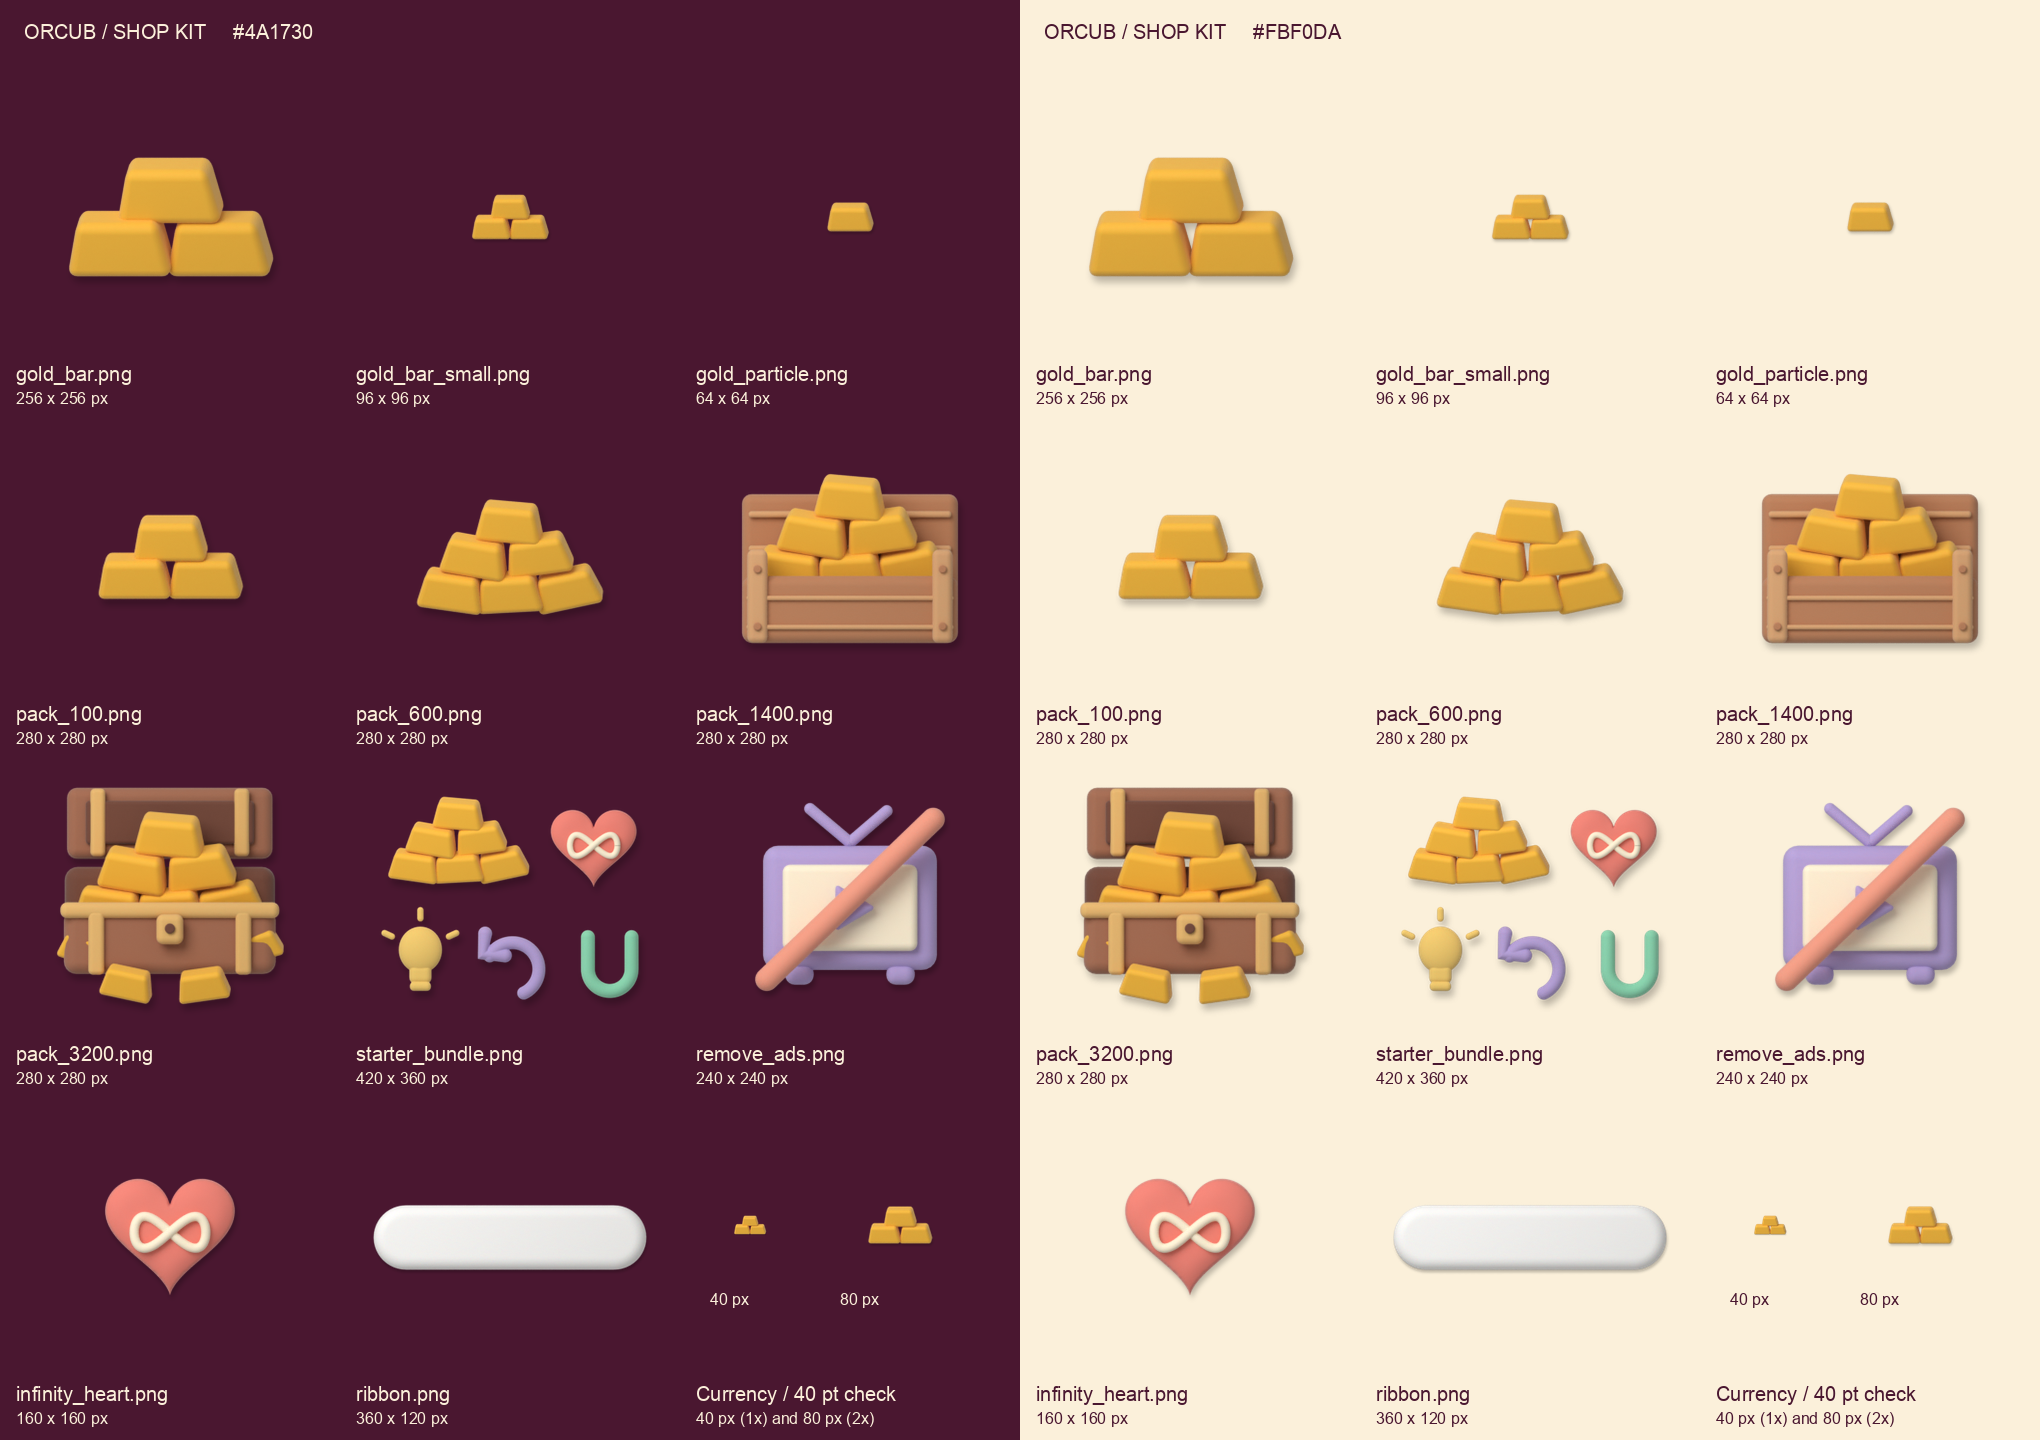 ORCUB / SHOP KIT #4A1730
gold_bar.png
256 x 256 px
gold_bar_small.png
96 x 96 px
gold_particle.png
64 x 64 px
pack_100.png
280 x 280 px
pack_600.png
280 x 280 px
pack_1400.png
280 x 280 px
pack_3200.png
280 x 280 px
starter_bundle.png
420 x 360 px
remove_ads.png
240 x 240 px
40 px
80 px
infinity_heart.png
160 x 160 px
ribbon.png
360 x 120 px
Currency / 40 pt check
40 px (1x) and 80 px (2x)
ORCUB / SHOP KIT #FBF0DA
gold_bar.png
256 x 256 px
gold_bar_small.png
96 x 96 px
gold_particle.png
64 x 64 px
pack_100.png
280 x 280 px
pack_600.png
280 x 280 px
pack_1400.png
280 x 280 px
pack_3200.png
280 x 280 px
starter_bundle.png
420 x 360 px
remove_ads.png
240 x 240 px
40 px
80 px
infinity_heart.png
160 x 160 px
ribbon.png
360 x 120 px
Currency / 40 pt check
40 px (1x) and 80 px (2x)